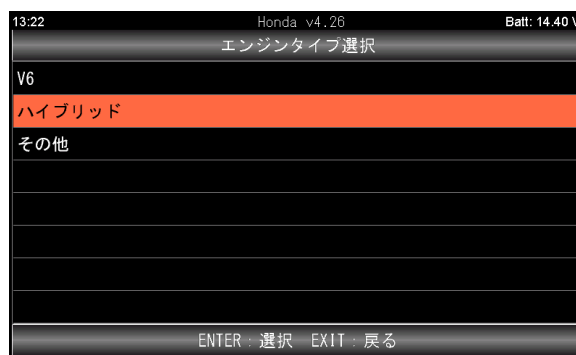 13:22 Honda v4.26 Batt: 14.40 V
エンジンタイプ選択
V6
ハイブリッド
その他
ENTER：選択 EXIT：戻る